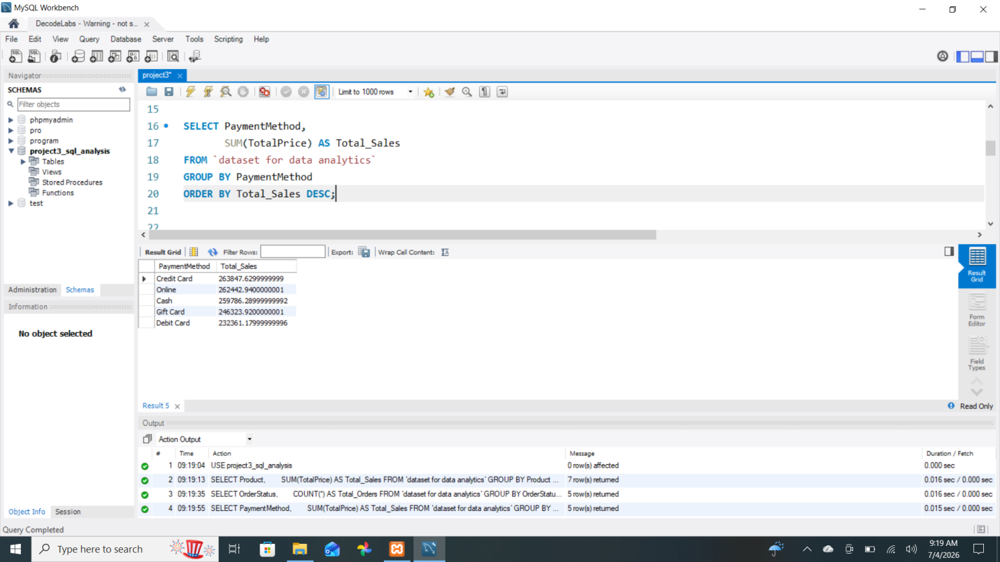 MySQL Workbench
DecodeLabs - Warning - not s...
File Edit View Query Database Server Tools Scripting Help
Navigator
project3*
SCHEMAS
Limit to 1000 rows
Filter objects
phpmyadmin
pro
program
project3_sql_analysis
Tables
Views
Stored Procedures
Functions
test
15
16 SELECT PaymentMethod,
17 SUM(TotalPrice) AS Total_Sales
18 FROM `dataset for data analytics`
19 GROUP BY PaymentMethod
20 ORDER BY Total_Sales DESC;
21
22
Result Grid Filter Rows: Export: Wrap Cell Content:
PaymentMethod Total_Sales
Credit Card 263847.6299999999
Online 262442.9400000001
Cash 259786.28999999992
Gift Card 246323.9200000001
Debit Card 232361.17999999996
Result Grid
Form Editor
Field Types
Administration Schemas
Information
No object selected
Result 5
Read Only
Output
Action Output
# Time Action Message Duration / Fetch
1 09:19:04 USE project3_sql_analysis 0 row(s) affected 0.000 sec
2 09:19:13 SELECT Product, SUM(TotalPrice) AS Total_Sales FROM `dataset for data analytics` GROUP BY Product ... 7 row(s) returned 0.016 sec / 0.000 sec
3 09:19:35 SELECT OrderStatus, COUNT(*) AS Total_Orders FROM `dataset for data analytics` GROUP BY OrderStatu... 5 row(s) returned 0.016 sec / 0.000 sec
4 09:19:55 SELECT PaymentMethod, SUM(TotalPrice) AS Total_Sales FROM `dataset for data analytics` GROUP BY ... 5 row(s) returned 0.015 sec / 0.000 sec
Object Info Session
Query Completed
Type here to search
9:19 AM
7/4/2026